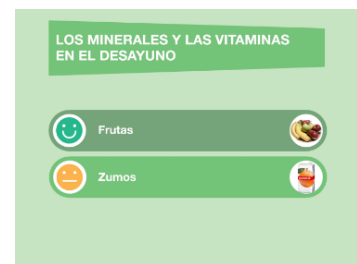 LOS MINERALES Y LAS VITAMINAS
EN EL DESAYUNO
Frutas
Zumos